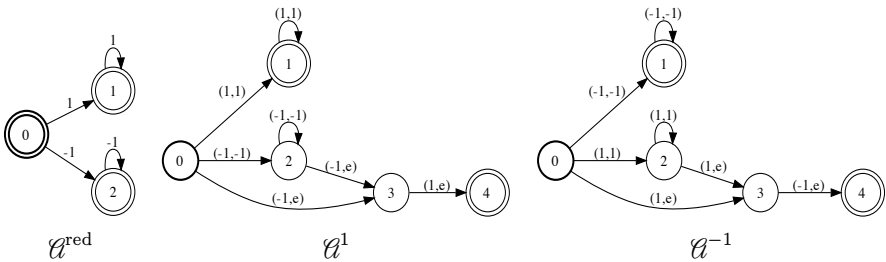 1
1
1
0
-1
-1
2
𝒜^red
(1,1)
1
(1,1)
(-1,-1)
0
(-1,-1)
2
(-1,e)
(-1,e)
3
(1,e)
4
𝒜^1
(-1,-1)
1
(-1,-1)
(1,1)
0
(1,1)
2
(1,e)
(1,e)
3
(-1,e)
4
𝒜^−1